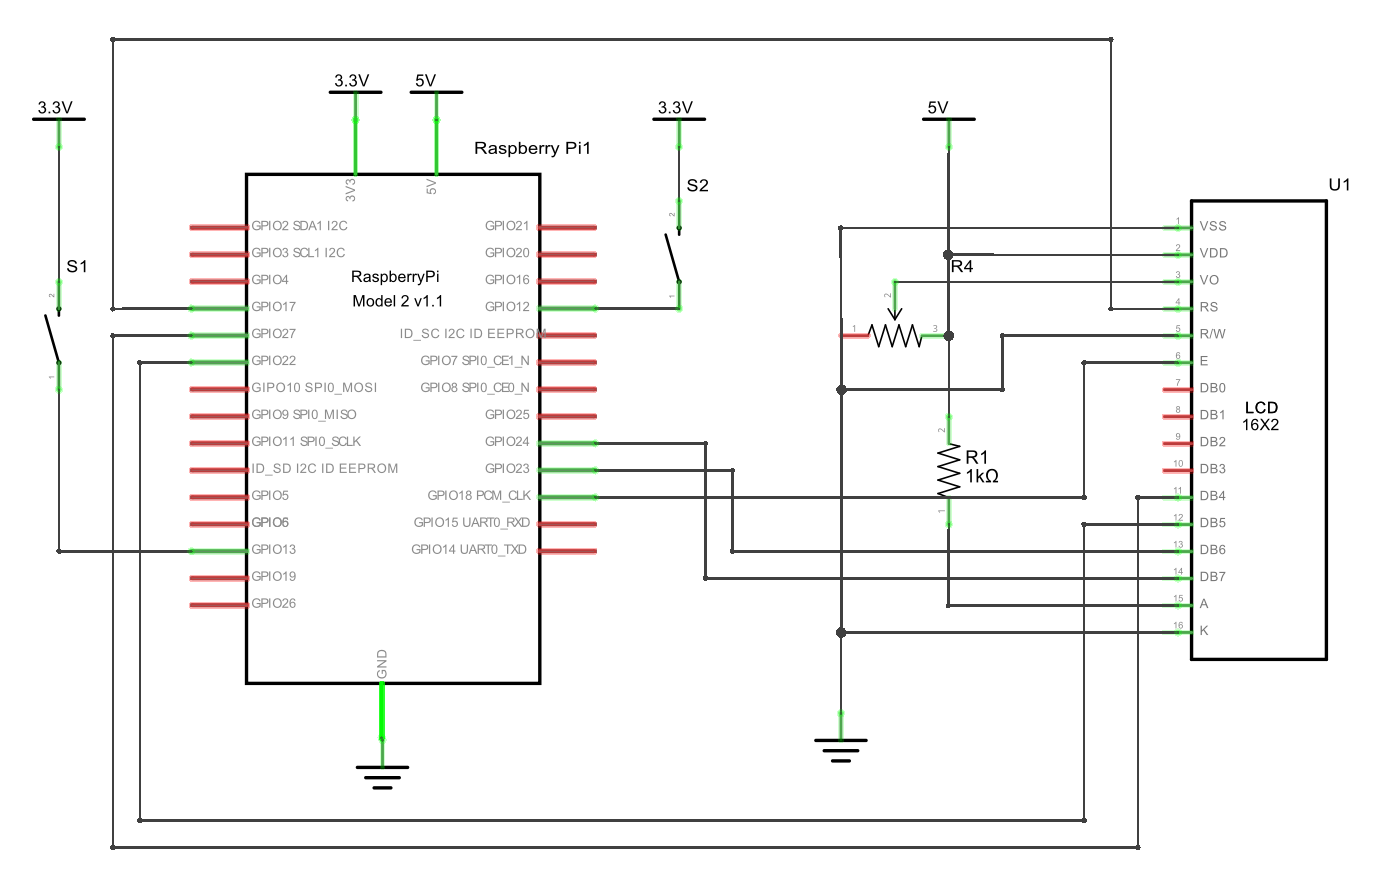 3.3V
5V
3.3V
3.3V
5V
Raspberry Pi1
3V3
5V
S2
U1
2
1
S1
2
1
RaspberryPi
Model 2 v1.1
GPIO2 SDA1 I2C
GPIO3 SCL1 I2C
GPIO4
GPIO17
GPIO27
GPIO22
GIPO10 SPI0_MOSI
GPIO9 SPI0_MISO
GPIO11 SPI0_SCLK
ID_SD I2C ID EEPROM
GPIO5
GPIO6
GPIO13
GPIO19
GPIO26
GPIO21
GPIO20
GPIO16
GPIO12
ID_SC I2C ID EEPROM
GPIO7 SPI0_CE1_N
GPIO8 SPI0_CE0_N
GPIO25
GPIO24
GPIO23
GPIO18 PCM_CLK
GPIO15 UART0_RXD
GPIO14 UART0_TXD
GND
R4
2
1
3
2
R1
1kΩ
1
1 VSS
2 VDD
3 VO
4 RS
5 R/W
6 E
7 DB0
8 DB1
9 DB2
10 DB3
11 DB4
12 DB5
13 DB6
14 DB7
15 A
16 K
LCD
16X2